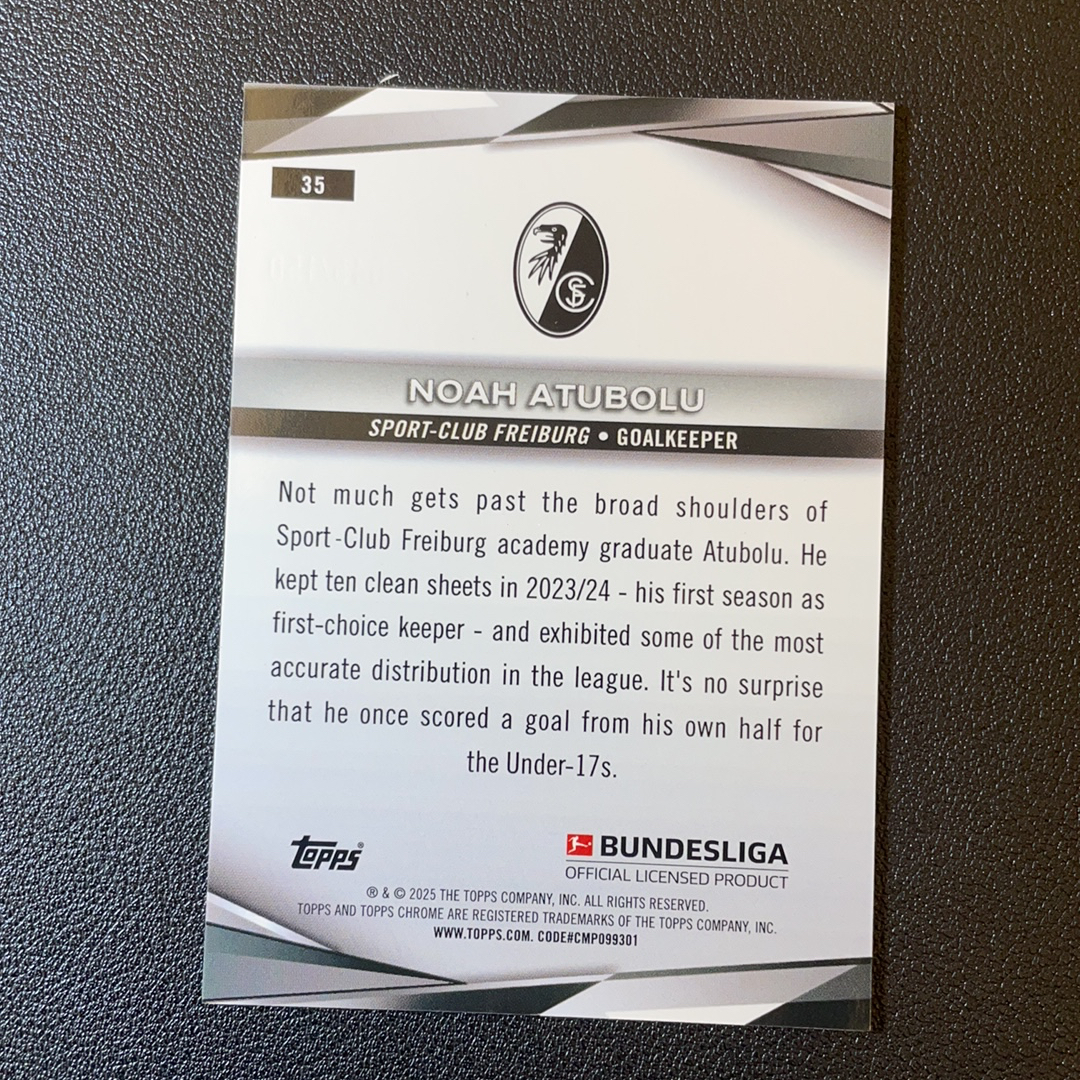 35
SC
NOAH ATUBOLU
SPORT-CLUB FREIBURG • GOALKEEPER
Not much gets past the broad shoulders of
Sport-Club Freiburg academy graduate Atubolu. He
kept ten clean sheets in 2023/24 - his first season as
first-choice keeper - and exhibited some of the most
accurate distribution in the league. It's no surprise
that he once scored a goal from his own half for
the Under-17s.
topps®
BUNDESLIGA
OFFICIAL LICENSED PRODUCT
® & © 2025 THE TOPPS COMPANY, INC. ALL RIGHTS RESERVED.
TOPPS AND TOPPS CHROME ARE REGISTERED TRADEMARKS OF THE TOPPS COMPANY, INC.
WWW.TOPPS.COM. CODE#CMP099301